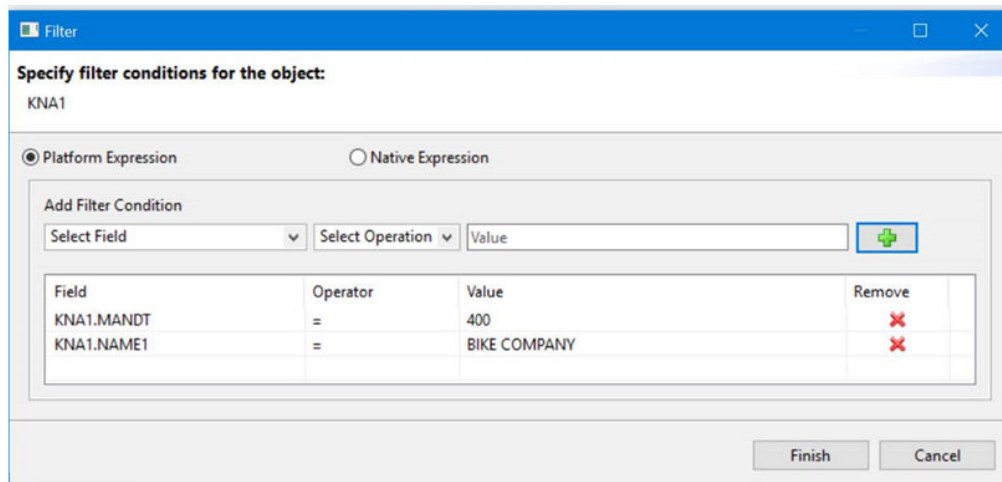 Filter
Specify filter conditions for the object:
KNA1
Platform Expression Native Expression
Add Filter Condition
Select Field Select Operation Value
Field Operator Value Remove
KNA1.MANDT = 400
KNA1.NAME1 = BIKE COMPANY
Finish Cancel